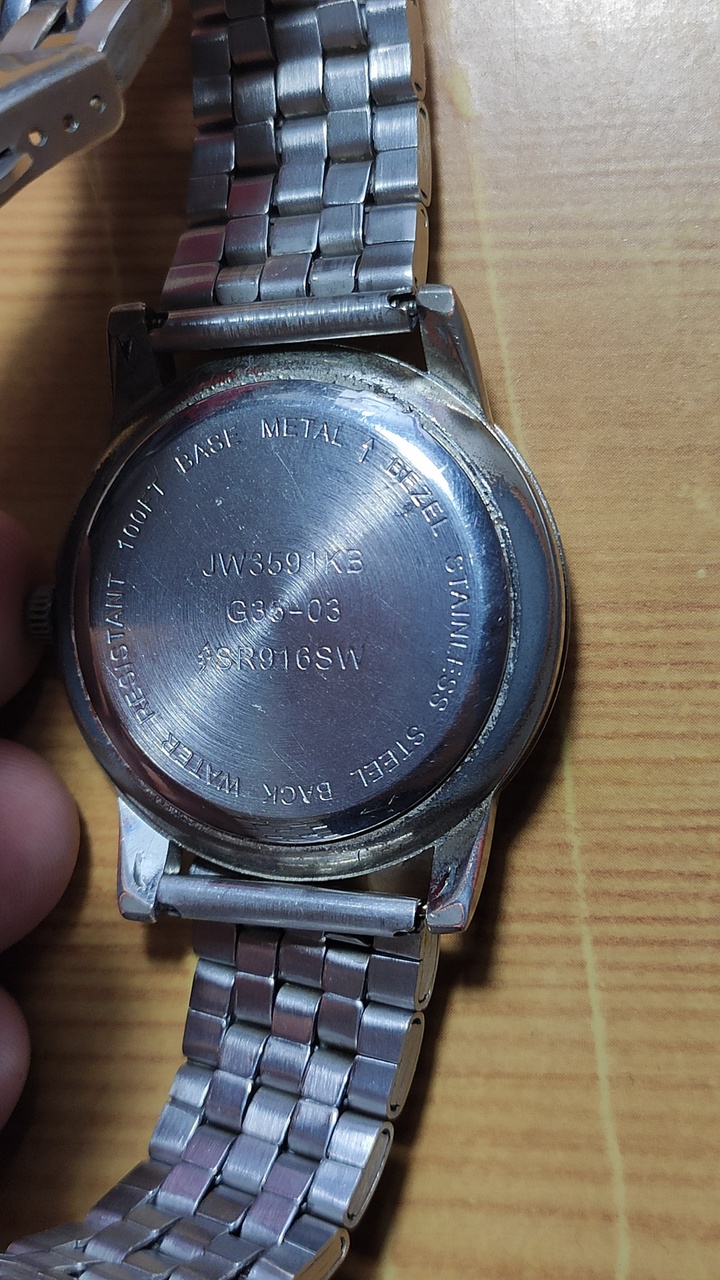 WATER RESISTANT 100FT BASE METAL BEZEL STAINLESS STEEL BACK
JW3591KB
G35-03
SR916SW